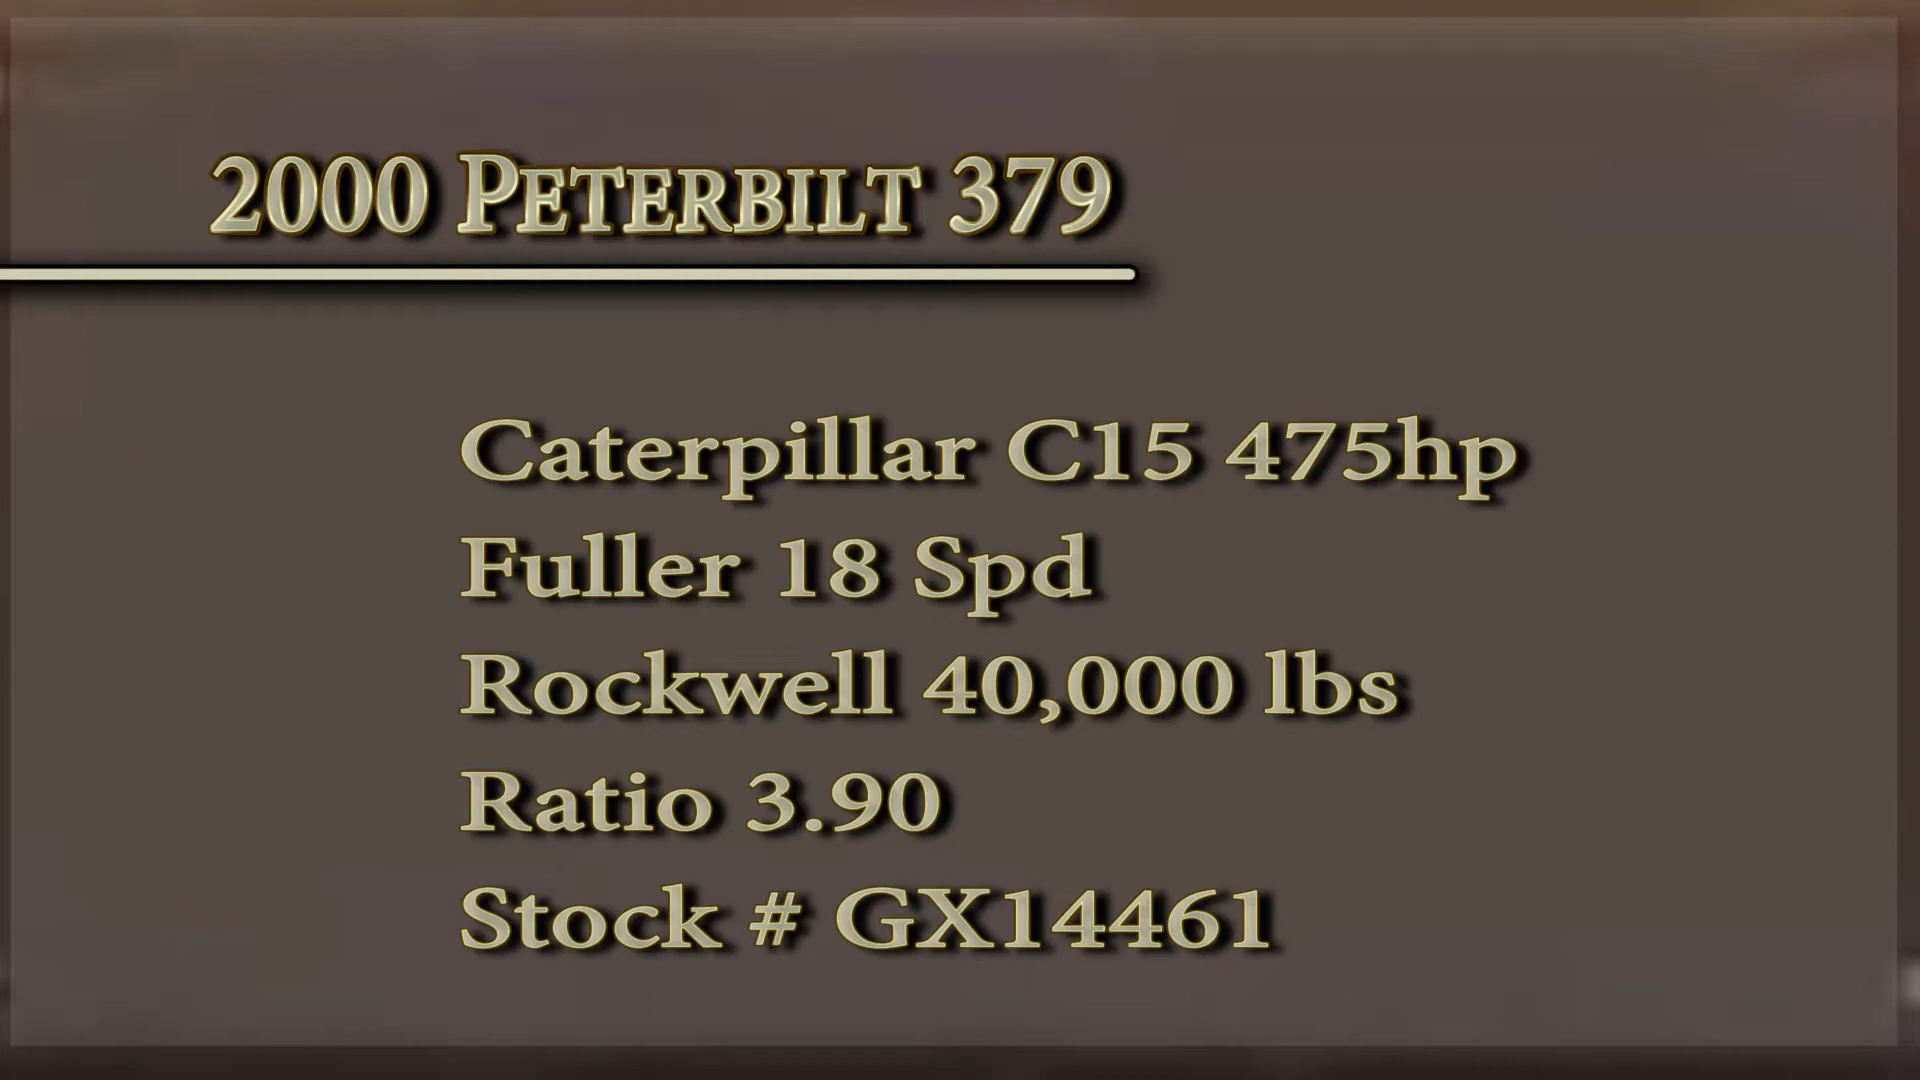 2000 Peterbilt 379
Caterpillar C15 475hp
Fuller 18 Spd
Rockwell 40,000 lbs
Ratio 3.90
Stock # GX14461